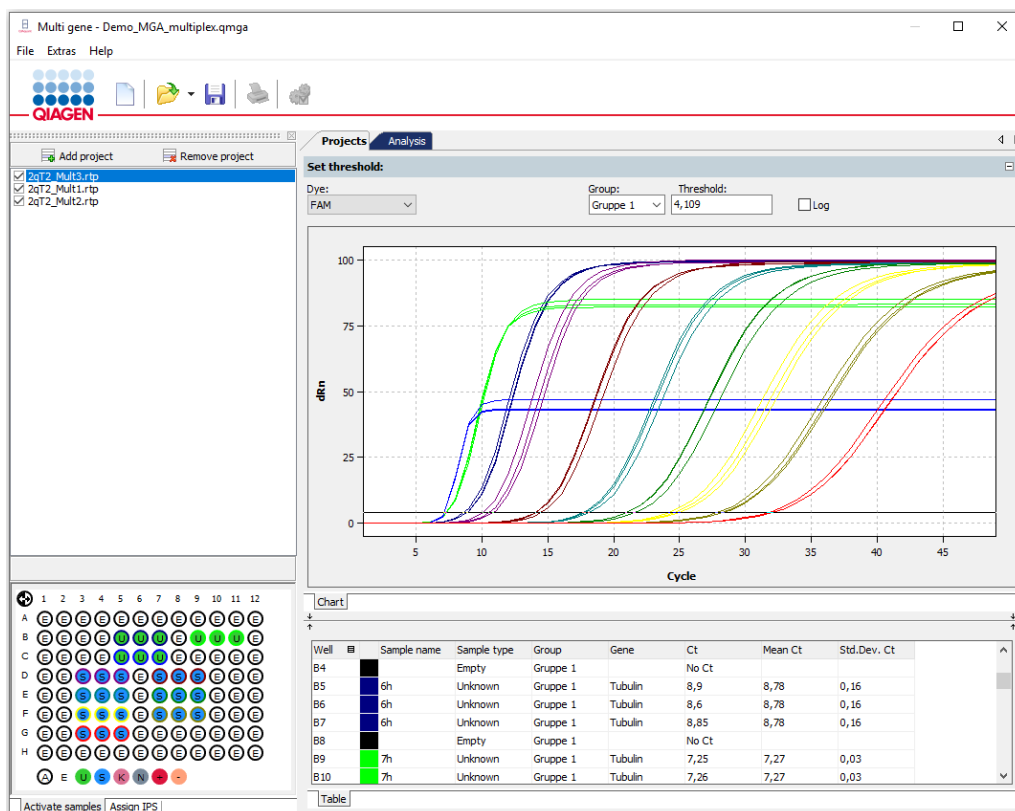 Multi gene - Demo_MGA_multiplex.qmga
File Extras Help
QIAGEN
Add project Remove project
2qT2_Mult3.rtp
2qT2_Mult1.rtp
2qT2_Mult2.rtp
Projects Analysis
Set threshold:
Dye: Group: Threshold:
FAM Gruppe 1 4,109 Log
100
75
50
25
0
dRn
5 10 15 20 25 30 35 40 45
Cycle
Chart
1 2 3 4 5 6 7 8 9 10 11 12
A E E E E E E E E E E E E
B E E E E U U U E U U U E
C E E E E U U U E E E E E
D E E S S S E S S S E E E
E E E S S S E S S S E E E
F E E S S S E S S S E E E
G E E S S S E E E E E E E
H E E E E E E E E E E E E
A E U S K N + -
Activate samples Assign IPS
Well Sample name Sample type Group Gene Ct Mean Ct Std.Dev. Ct
B4 Empty Gruppe 1 No Ct
B5 6h Unknown Gruppe 1 Tubulin 8,9 8,78 0,16
B6 6h Unknown Gruppe 1 Tubulin 8,6 8,78 0,16
B7 6h Unknown Gruppe 1 Tubulin 8,85 8,78 0,16
B8 Empty Gruppe 1 No Ct
B9 7h Unknown Gruppe 1 Tubulin 7,25 7,27 0,03
B10 7h Unknown Gruppe 1 Tubulin 7,26 7,27 0,03
Table